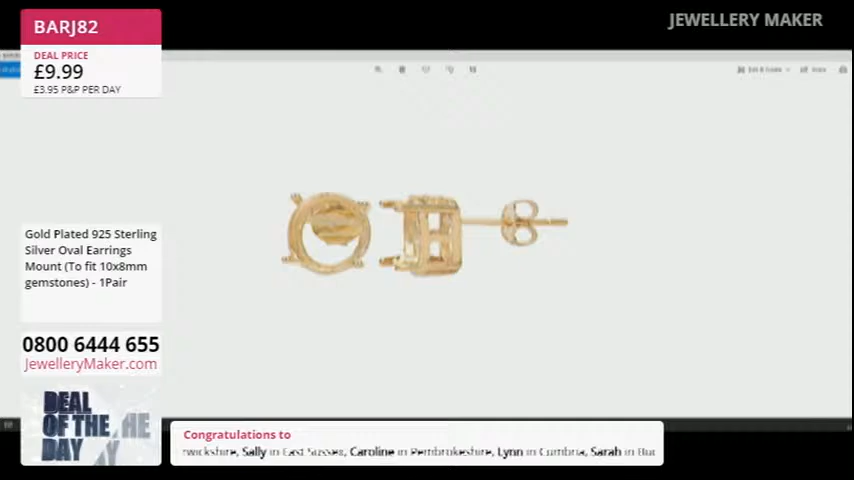 BARJ82
JEWELLERY MAKER
DEAL PRICE
£9.99
£3.95 P&P PER DAY
Gold Plated 925 Sterling
Silver Oval Earrings
Mount (To fit 10x8mm
gemstones) - 1Pair
0800 6444 655
JewelleryMaker.com
DEAL
OF THE
DAY
Congratulations to
rwickshire, Sally in East Sussex, Caroline in Pembrokeshire, Lynn in Cumbria, Sarah in